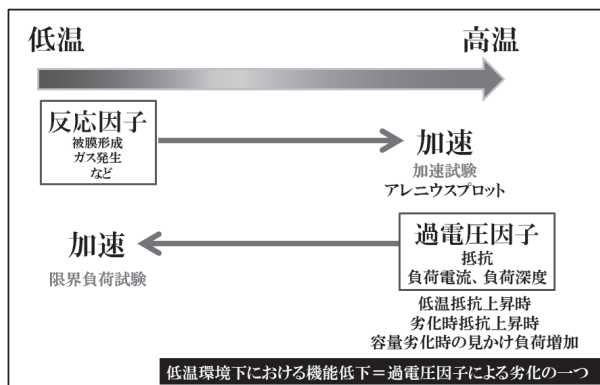 低温
高温
反応因子
被膜形成
ガス発生
など
加速
加速試験
アレニウスプロット
加速
限界負荷試験
過電圧因子
抵抗
負荷電流、負荷深度
低温抵抗上昇時
劣化時抵抗上昇時
容量劣化時の見かけ負荷増加
低温環境下における機能低下＝過電圧因子による劣化の一つ